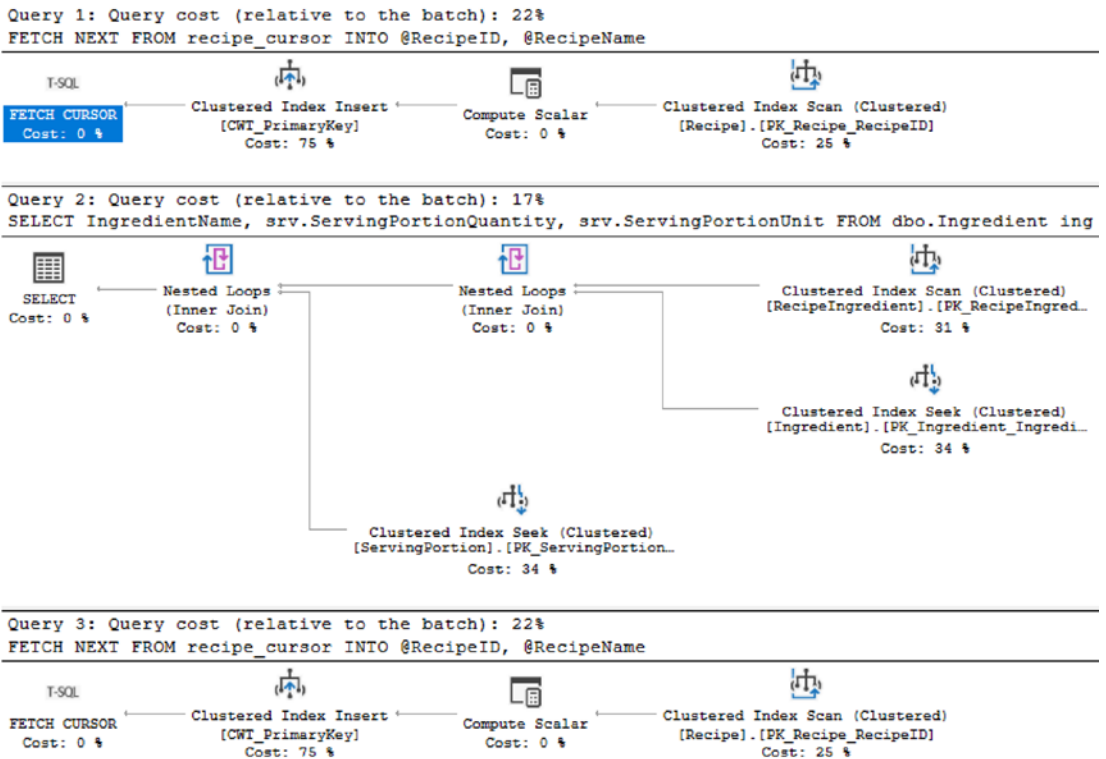 Query 1: Query cost (relative to the batch): 22%
FETCH NEXT FROM recipe_cursor INTO @RecipeID, @RecipeName
T-SQL
FETCH CURSOR
Cost: 0 %
Clustered Index Insert
[CWT_PrimaryKey]
Cost: 75 %
Compute Scalar
Cost: 0 %
Clustered Index Scan (Clustered)
[Recipe].[PK_Recipe_RecipeID]
Cost: 25 %
Query 2: Query cost (relative to the batch): 17%
SELECT IngredientName, srv.ServingPortionQuantity, srv.ServingPortionUnit FROM dbo.Ingredient ing
SELECT
Cost: 0 %
Nested Loops
(Inner Join)
Cost: 0 %
Nested Loops
(Inner Join)
Cost: 0 %
Clustered Index Scan (Clustered)
[RecipeIngredient].[PK_RecipeIngred…
Cost: 31 %
Clustered Index Seek (Clustered)
[Ingredient].[PK_Ingredient_Ingredi…
Cost: 34 %
Clustered Index Seek (Clustered)
[ServingPortion].[PK_ServingPortion…
Cost: 34 %
Query 3: Query cost (relative to the batch): 22%
FETCH NEXT FROM recipe_cursor INTO @RecipeID, @RecipeName
T-SQL
FETCH CURSOR
Cost: 0 %
Clustered Index Insert
[CWT_PrimaryKey]
Cost: 75 %
Compute Scalar
Cost: 0 %
Clustered Index Scan (Clustered)
[Recipe].[PK_Recipe_RecipeID]
Cost: 25 %